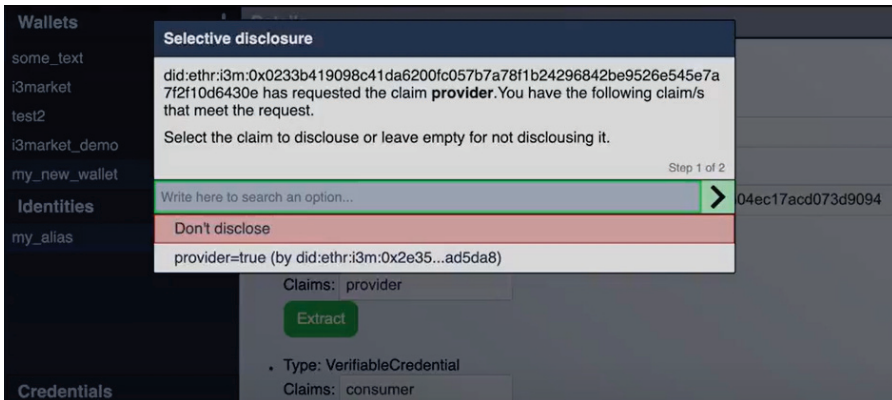 Wallets
some_text
i3market
test2
i3market_demo
my_new_wallet
Identities
my_alias
Credentials
Details
Selective disclosure
did:ethr:i3m:0x0233b419098c41da6200fc057b7a78f1b24296842be9526e545e7a
7f2f10d6430e has requested the claim provider.You have the following claim/s
that meet the request.
Select the claim to disclouse or leave empty for not disclousing it.
Step 1 of 2
Write here to search an option...
04ec17acd073d9094
Don't disclose
provider=true (by did:ethr:i3m:0x2e35...ad5da8)
Claims: provider
Extract
• Type: VerifiableCredential
Claims: consumer